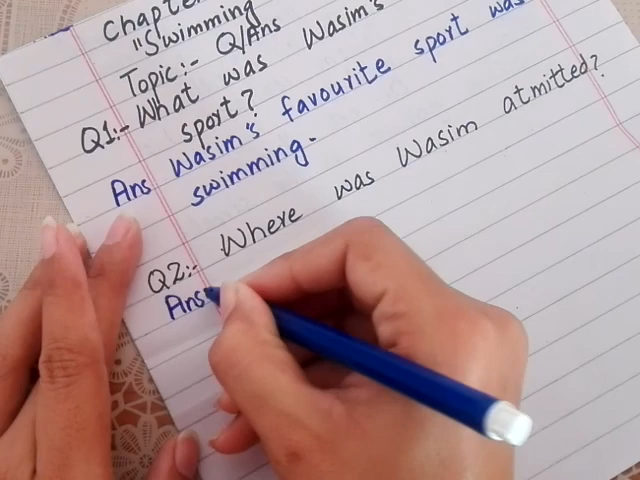 Chapter
"Swimming
Topic:- Q/Ans
Q1:- What was Wasim's
sport?
Ans Wasim's favourite sport was
swimming.
Q2:- Where was Wasim atmitted?
Ans